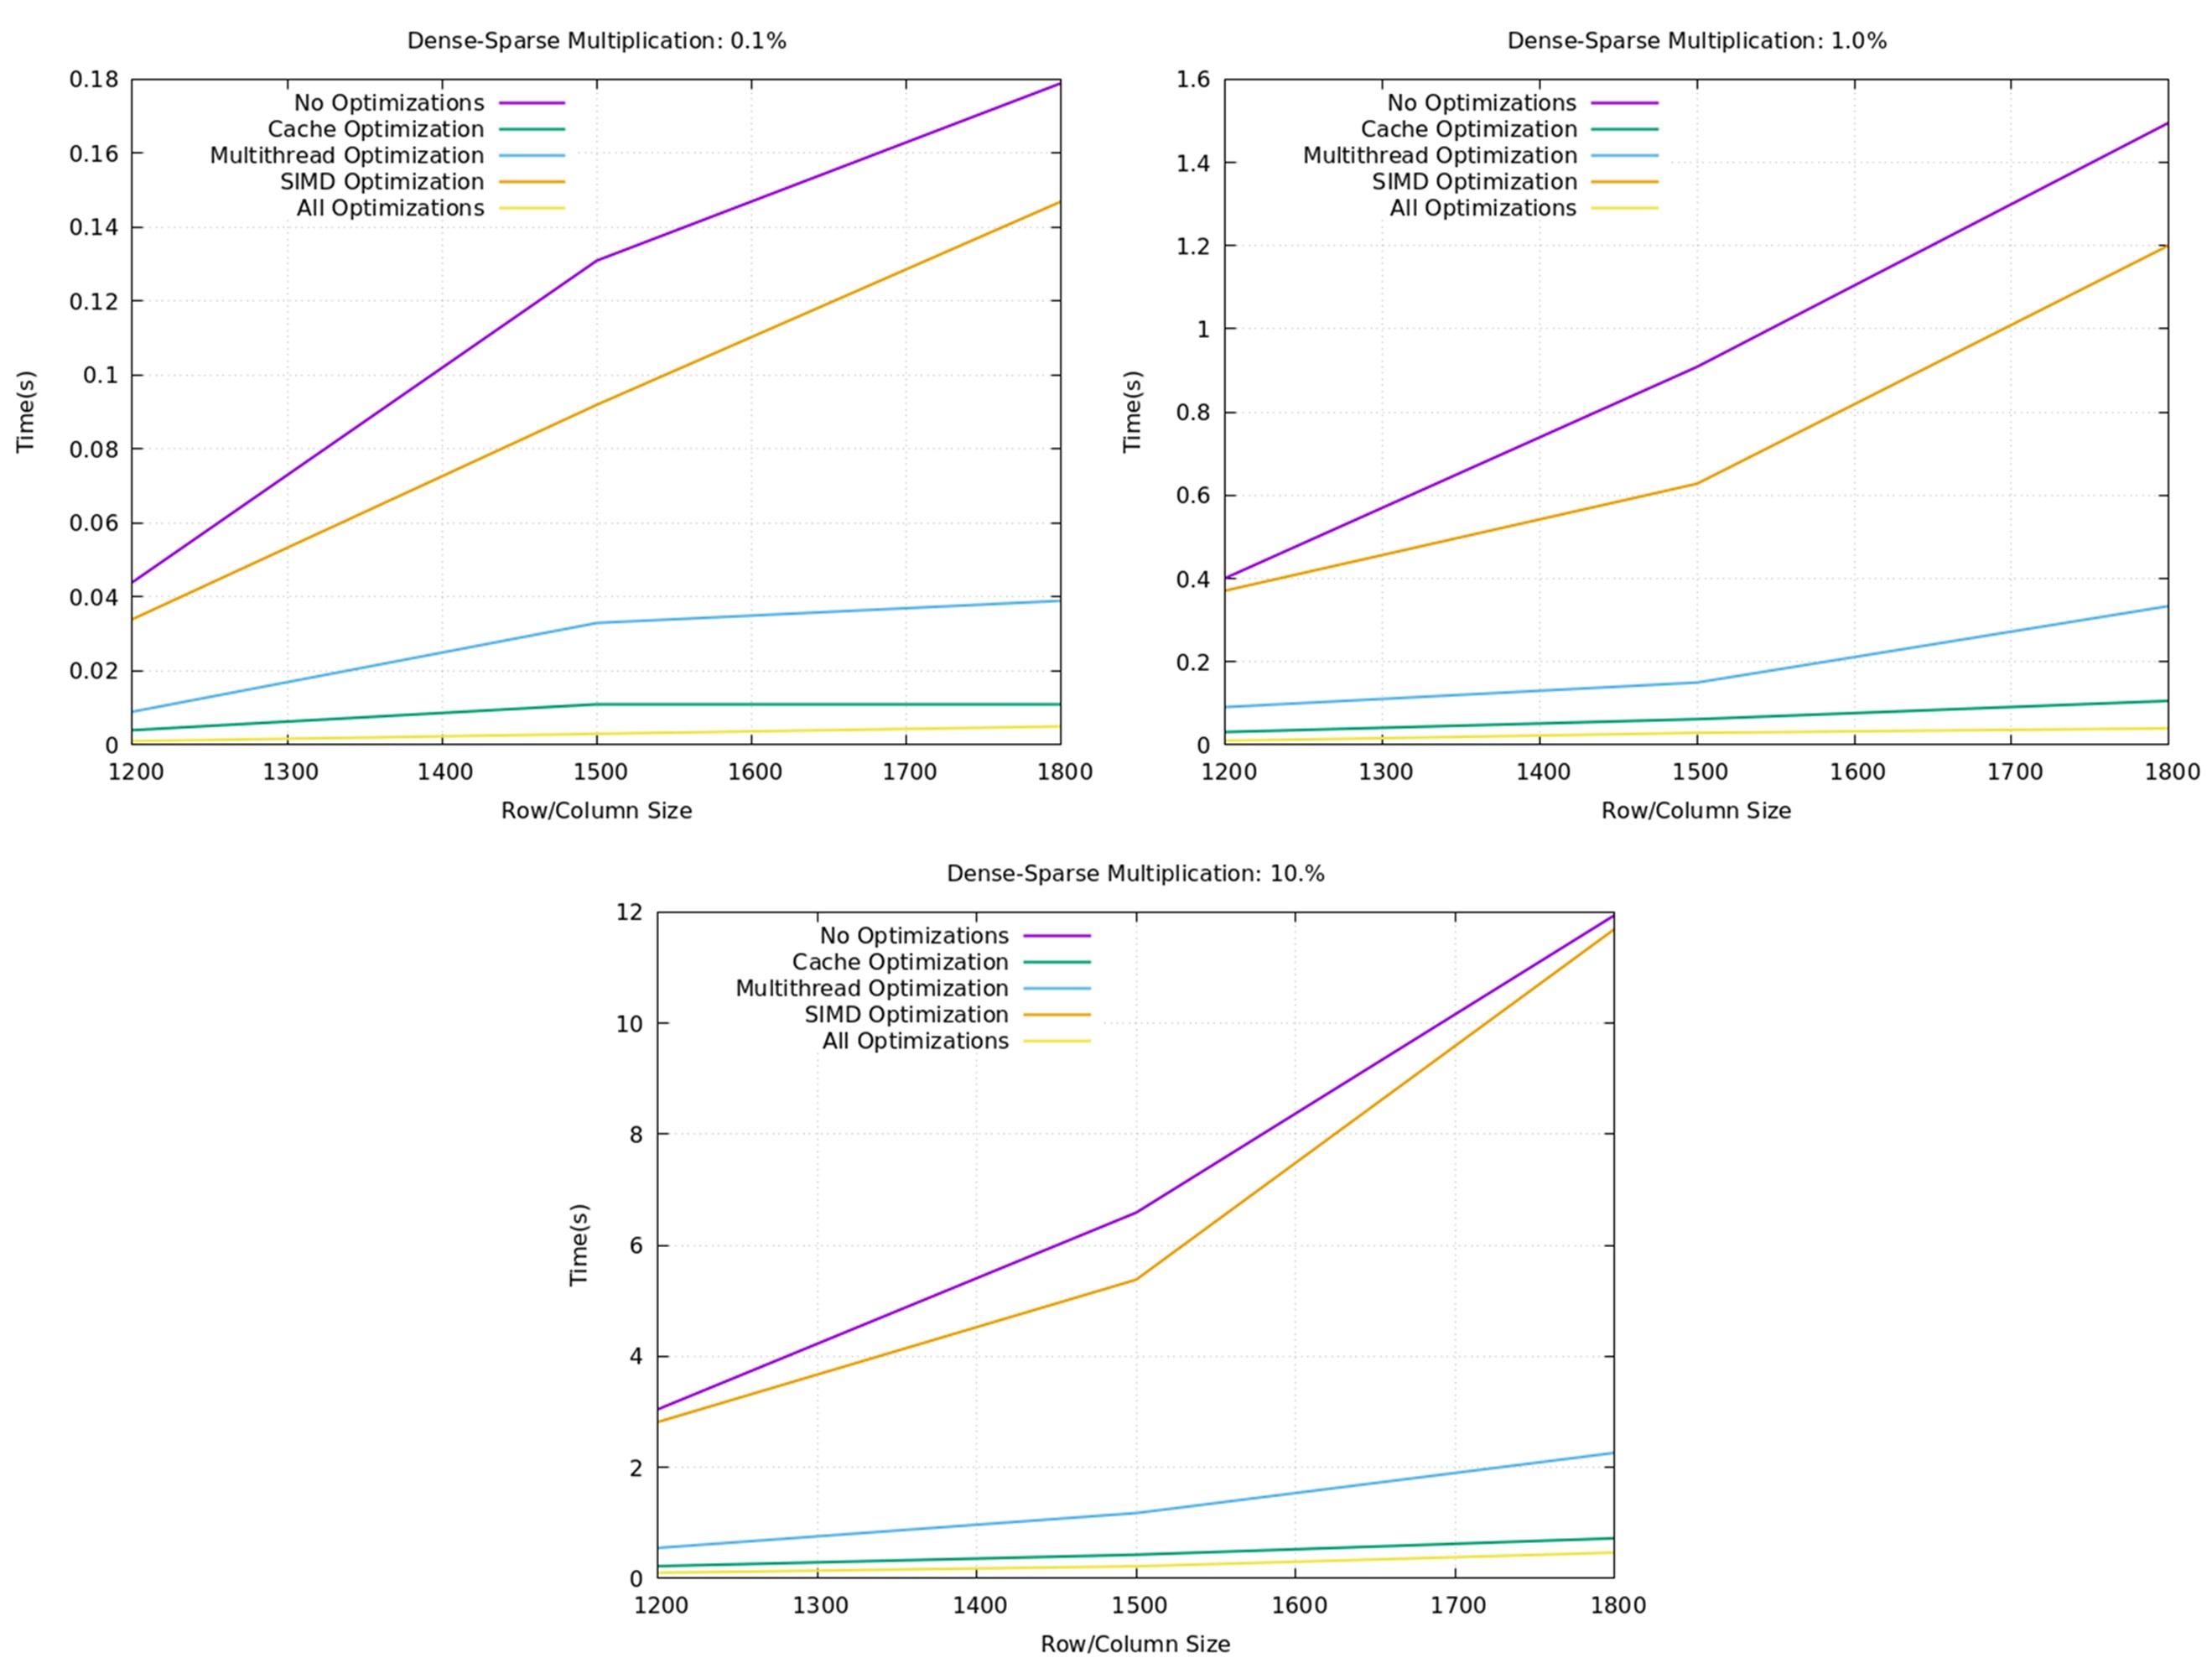 Dense-Sparse Multiplication: 0.1%
0.18
0.16
0.14
0.12
0.1
0.08
0.06
0.04
0.02
0
Time(s)
No Optimizations
Cache Optimization
Multithread Optimization
SIMD Optimization
All Optimizations
1200 1300 1400 1500 1600 1700 1800
Row/Column Size
Dense-Sparse Multiplication: 1.0%
1.6
1.4
1.2
1
0.8
0.6
0.4
0.2
0
Time(s)
No Optimizations
Cache Optimization
Multithread Optimization
SIMD Optimization
All Optimizations
1200 1300 1400 1500 1600 1700 1800
Row/Column Size
Dense-Sparse Multiplication: 10.%
12
10
8
6
4
2
0
Time(s)
No Optimizations
Cache Optimization
Multithread Optimization
SIMD Optimization
All Optimizations
1200 1300 1400 1500 1600 1700 1800
Row/Column Size